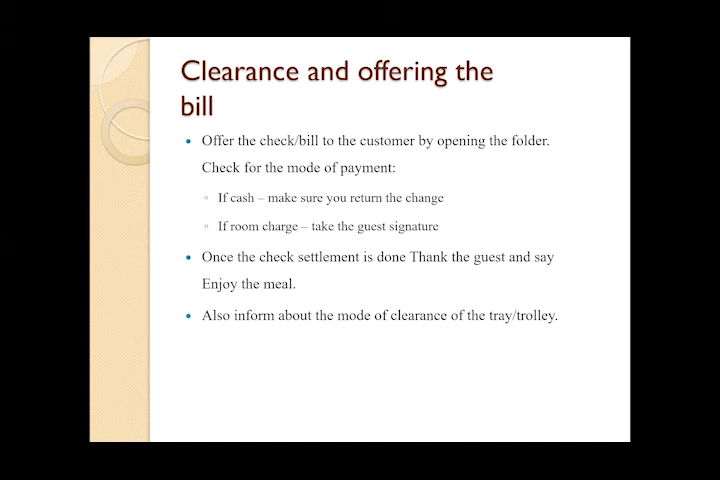 Clearance and offering the
bill
• Offer the check/bill to the customer by opening the folder.
Check for the mode of payment:
◦ If cash – make sure you return the change
◦ If room charge – take the guest signature
• Once the check settlement is done Thank the guest and say
Enjoy the meal.
• Also inform about the mode of clearance of the tray/trolley.